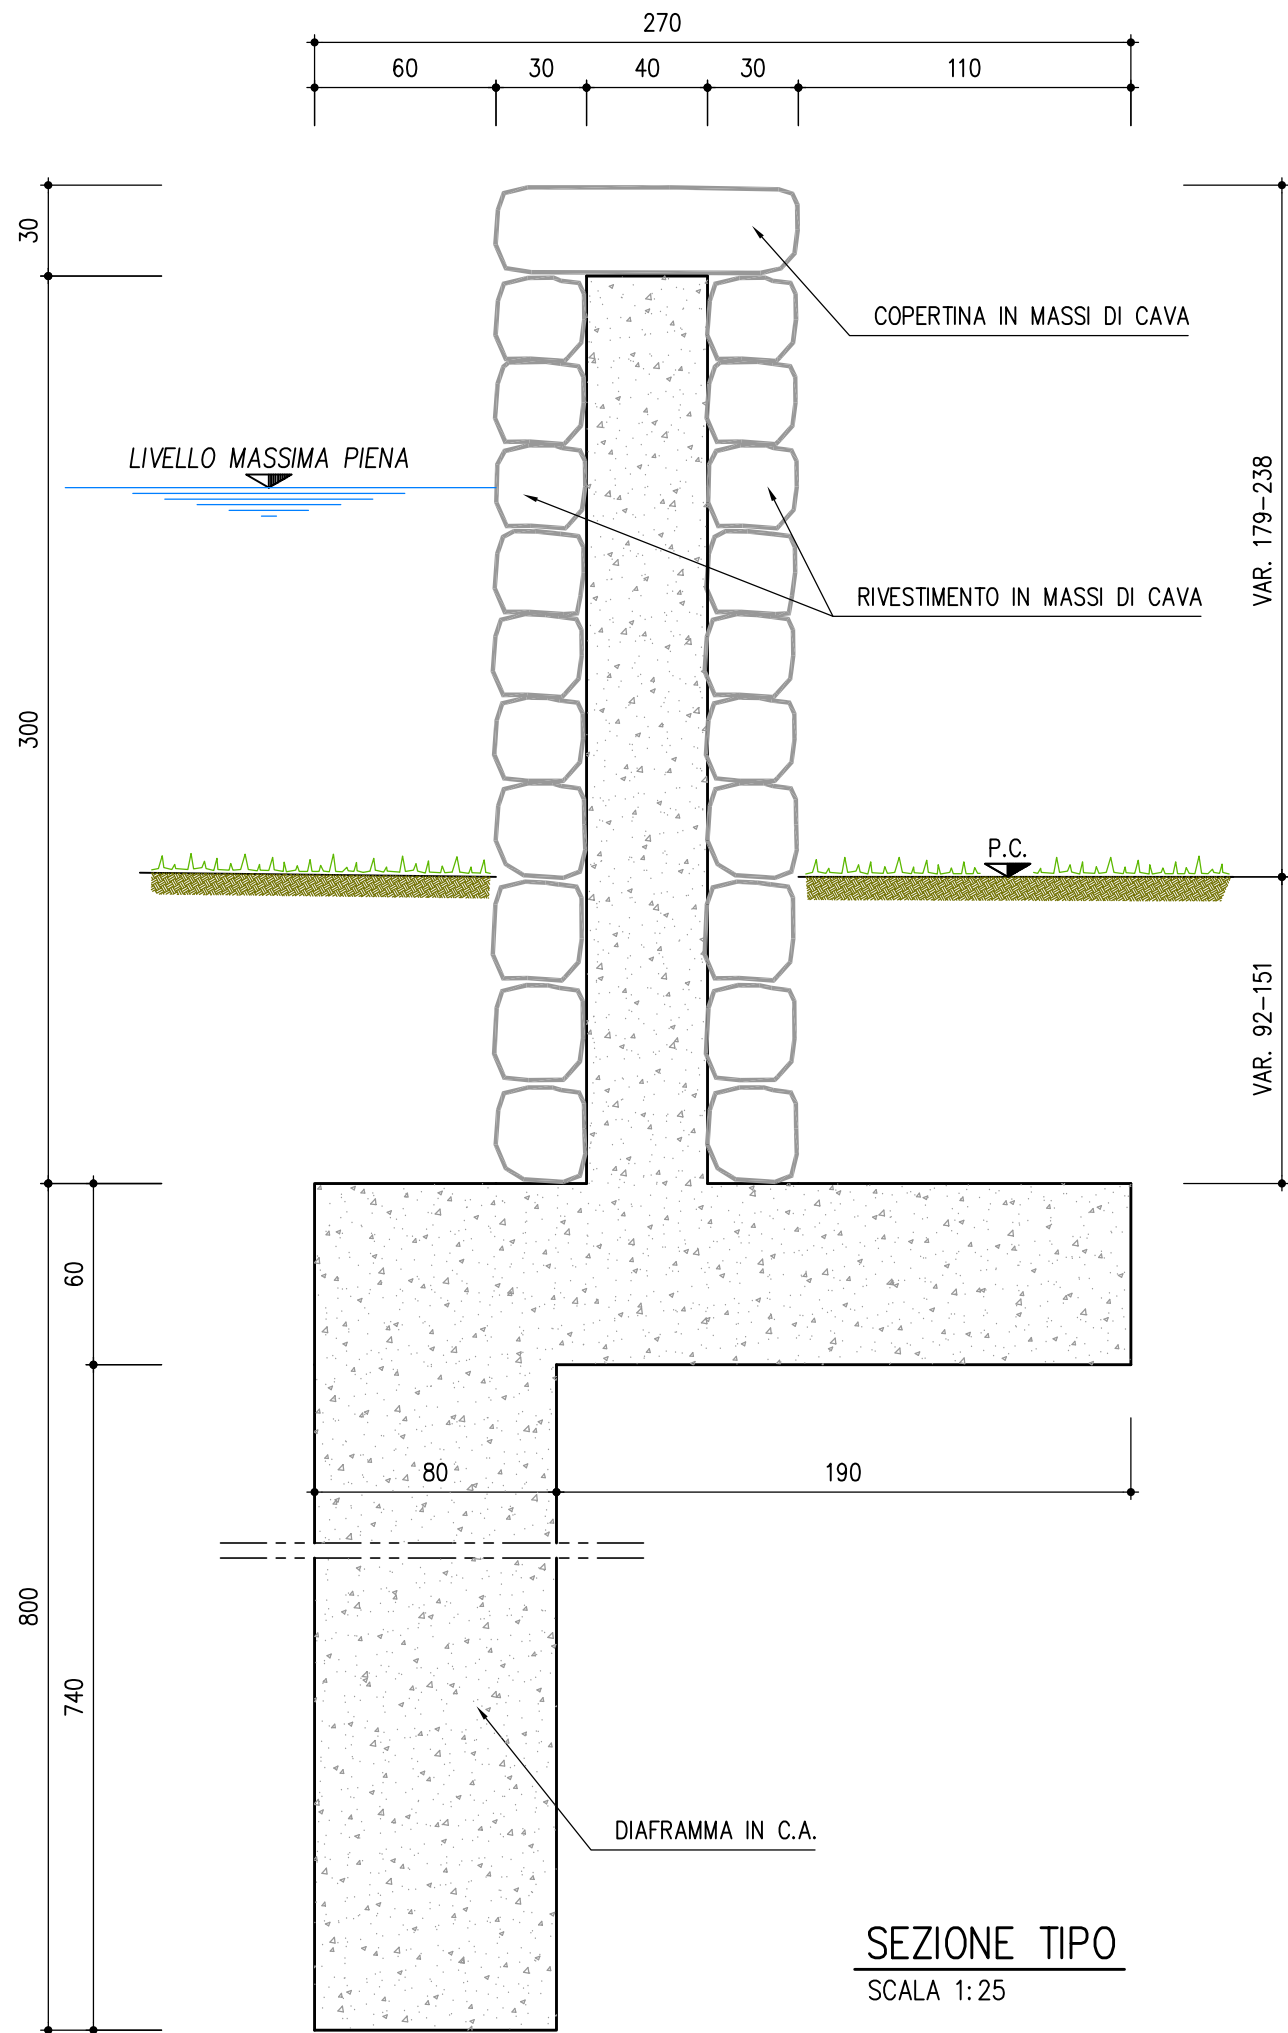 270
60 30 40 30 110
30
COPERTINA IN MASSI DI CAVA
LIVELLO MASSIMA PIENA
VAR. 179-238
RIVESTIMENTO IN MASSI DI CAVA
300
P.C.
VAR. 92-151
60
80 190
800
740
DIAFRAMMA IN C.A.
SEZIONE TIPO
SCALA 1:25